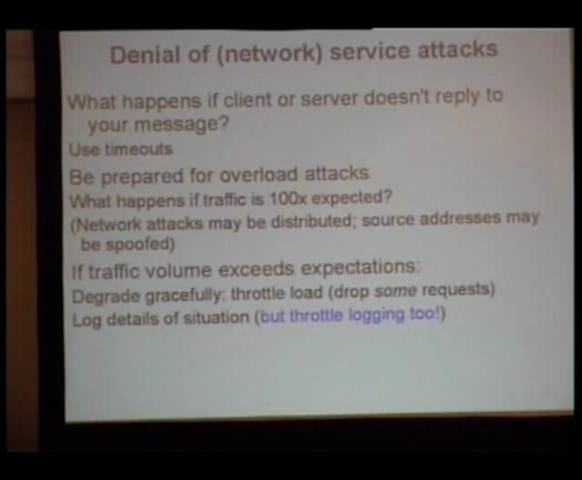 Denial of (network) service attacks
What happens if client or server doesn't reply to
your message?
Use timeouts
Be prepared for overload attacks
What happens if traffic is 100x expected?
(Network attacks may be distributed; source addresses may
be spoofed)
If traffic volume exceeds expectations:
Degrade gracefully: throttle load (drop some requests)
Log details of situation (but throttle logging too!)